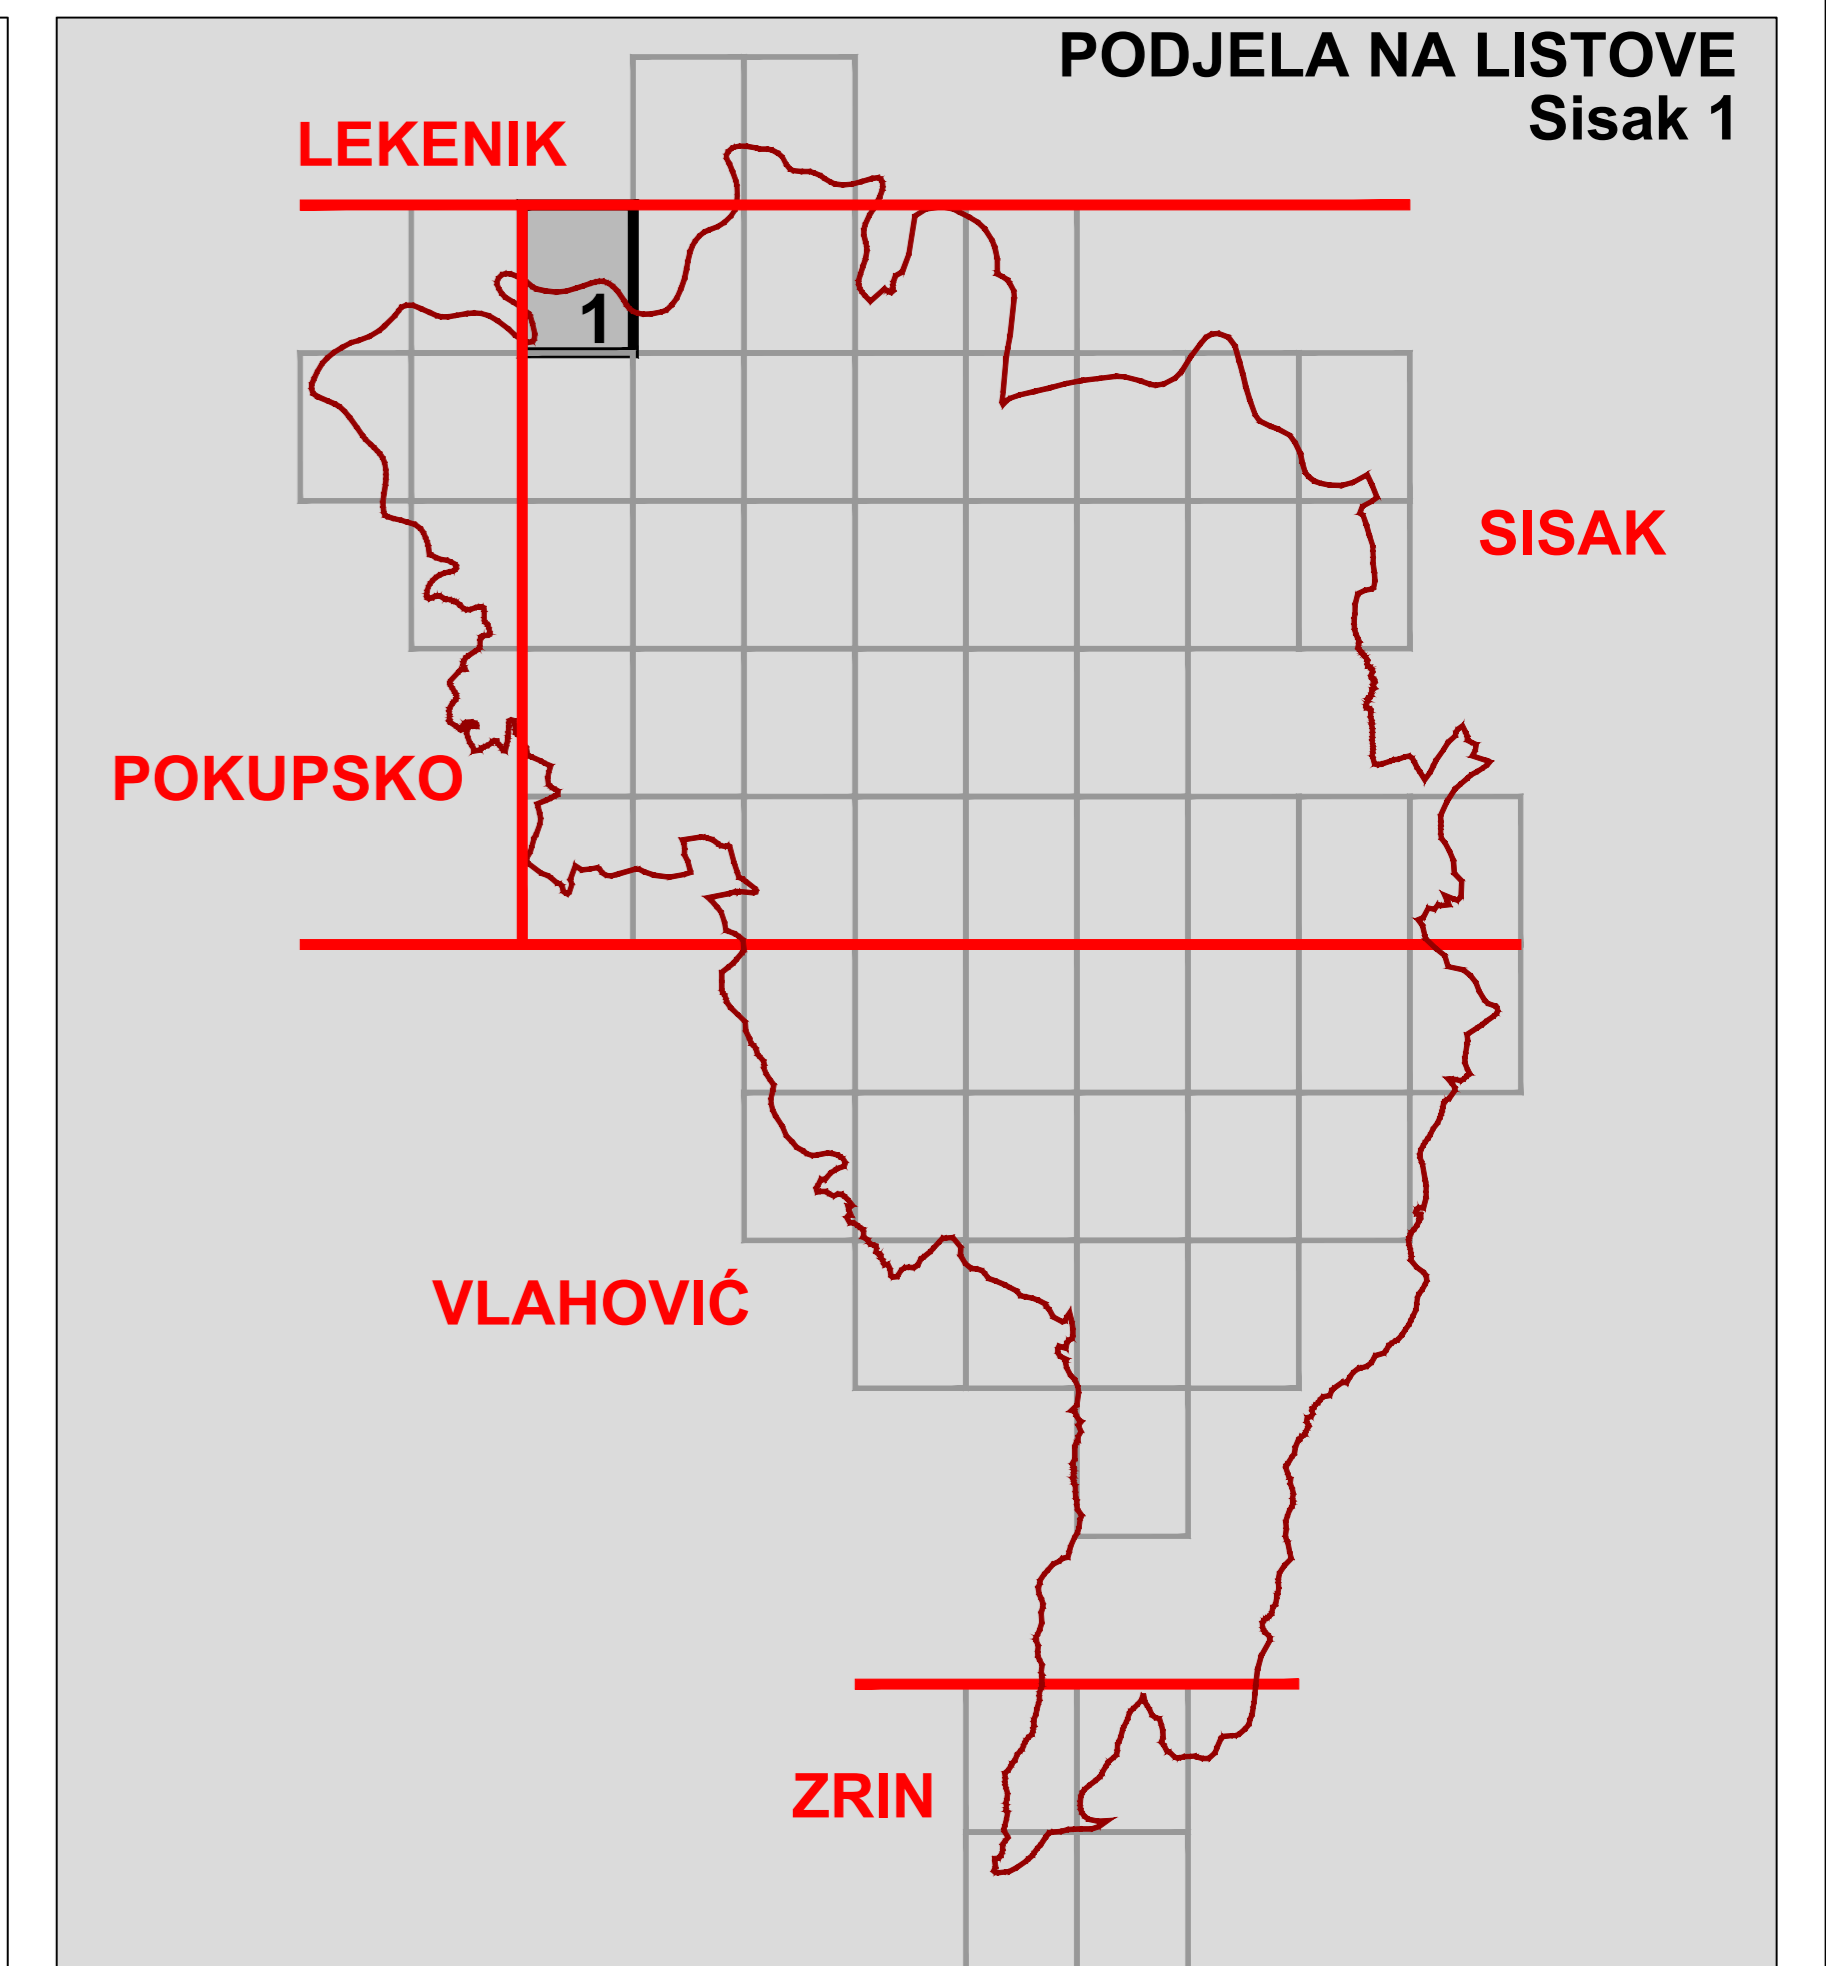 PODJELA NA LISTOVE
Sisak 1
LEKENIK
1
SISAK
POKUPSKO
VLAHOVIĆ
ZRIN